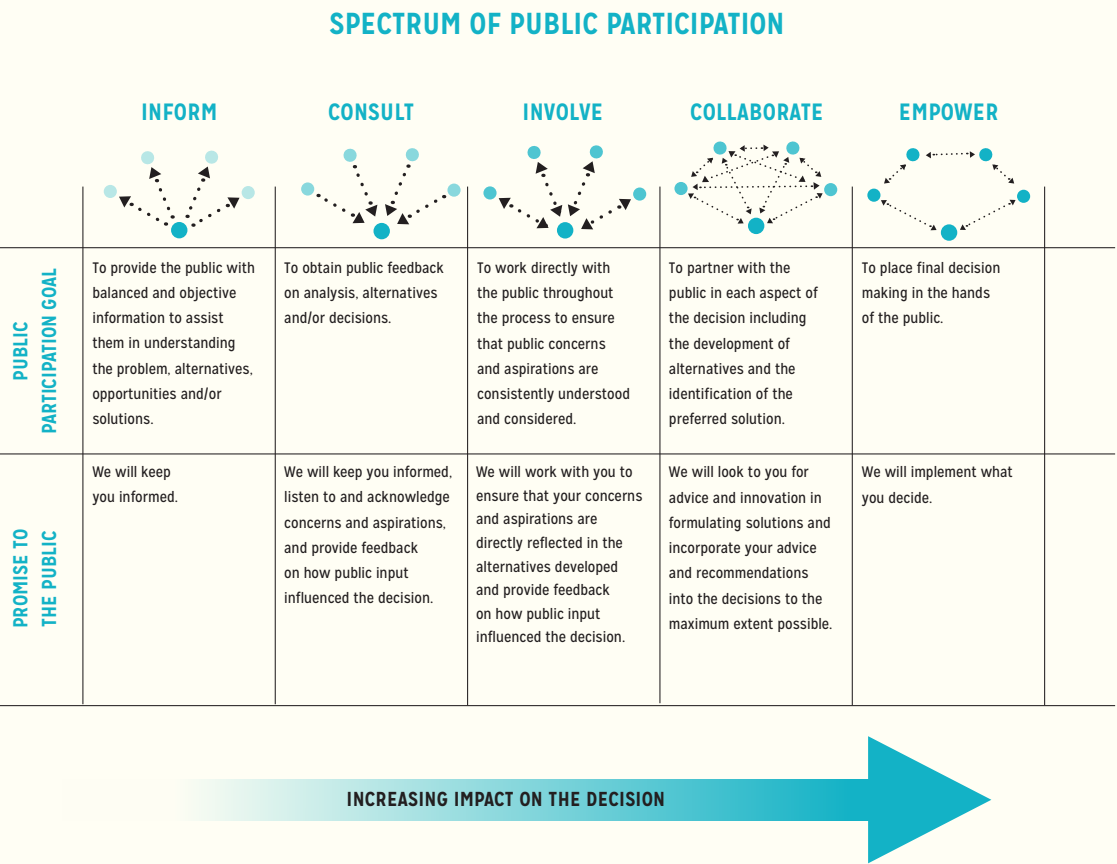 SPECTRUM OF PUBLIC PARTICIPATION
INFORM
CONSULT
INVOLVE
COLLABORATE
EMPOWER
PUBLIC
PARTICIPATION GOAL
To provide the public with
balanced and objective
information to assist
them in understanding
the problem, alternatives,
opportunities and/or
solutions.
To obtain public feedback
on analysis, alternatives
and/or decisions.
To work directly with
the public throughout
the process to ensure
that public concerns
and aspirations are
consistently understood
and considered.
To partner with the
public in each aspect of
the decision including
the development of
alternatives and the
identification of the
preferred solution.
To place final decision
making in the hands
of the public.
PROMISE TO
THE PUBLIC
We will keep
you informed.
We will keep you informed,
listen to and acknowledge
concerns and aspirations,
and provide feedback
on how public input
influenced the decision.
We will work with you to
ensure that your concerns
and aspirations are
directly reflected in the
alternatives developed
and provide feedback
on how public input
influenced the decision.
We will look to you for
advice and innovation in
formulating solutions and
incorporate your advice
and recommendations
into the decisions to the
maximum extent possible.
We will implement what
you decide.
INCREASING IMPACT ON THE DECISION